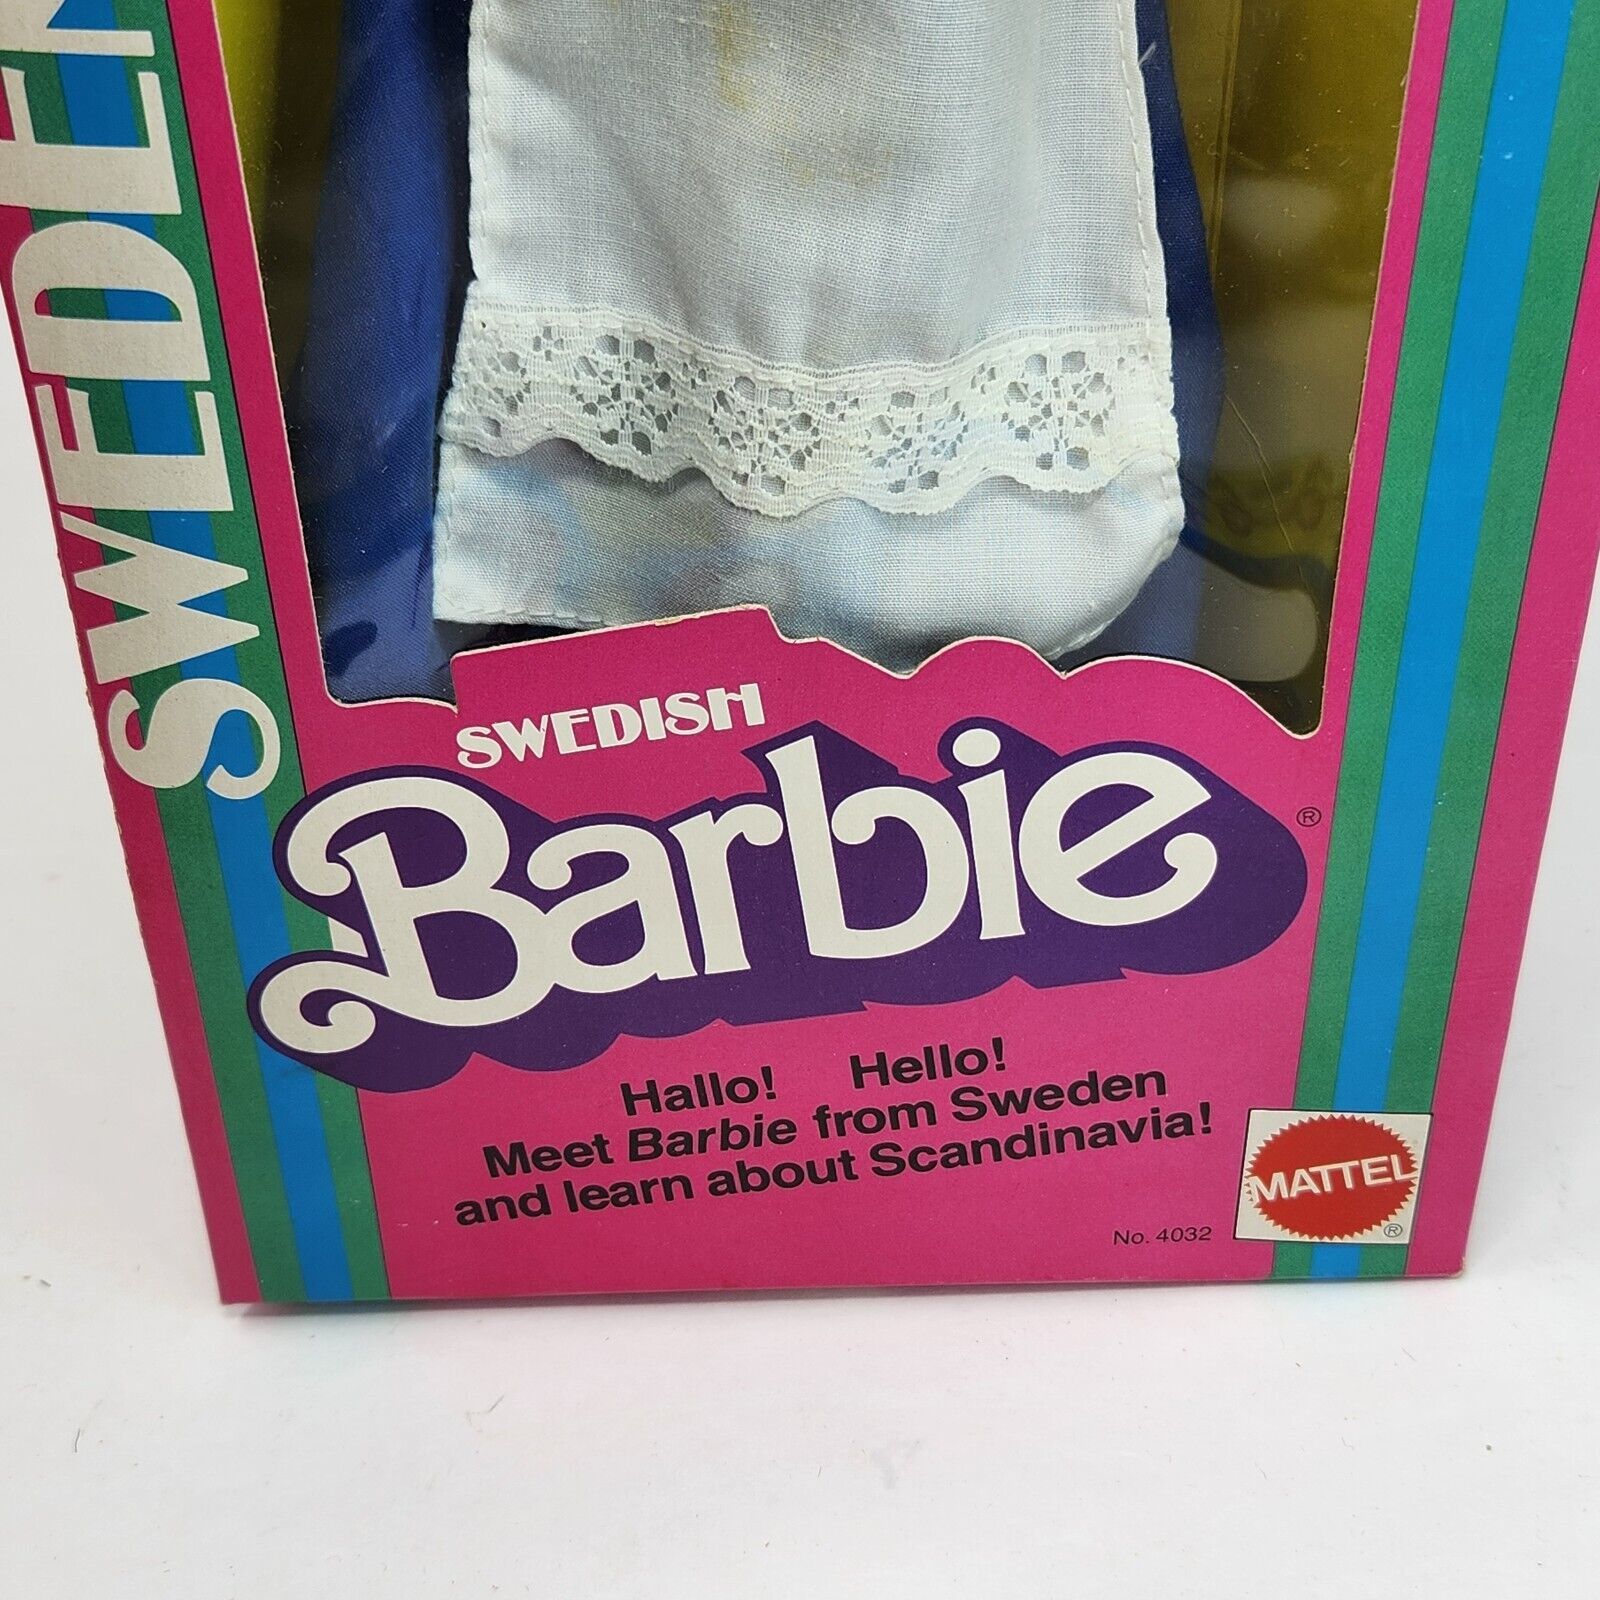 SWEDEN
SWEDISH
Barbie®
Hallo! Hello!
Meet Barbie from Sweden
and learn about Scandinavia!
No. 4032
MATTEL®